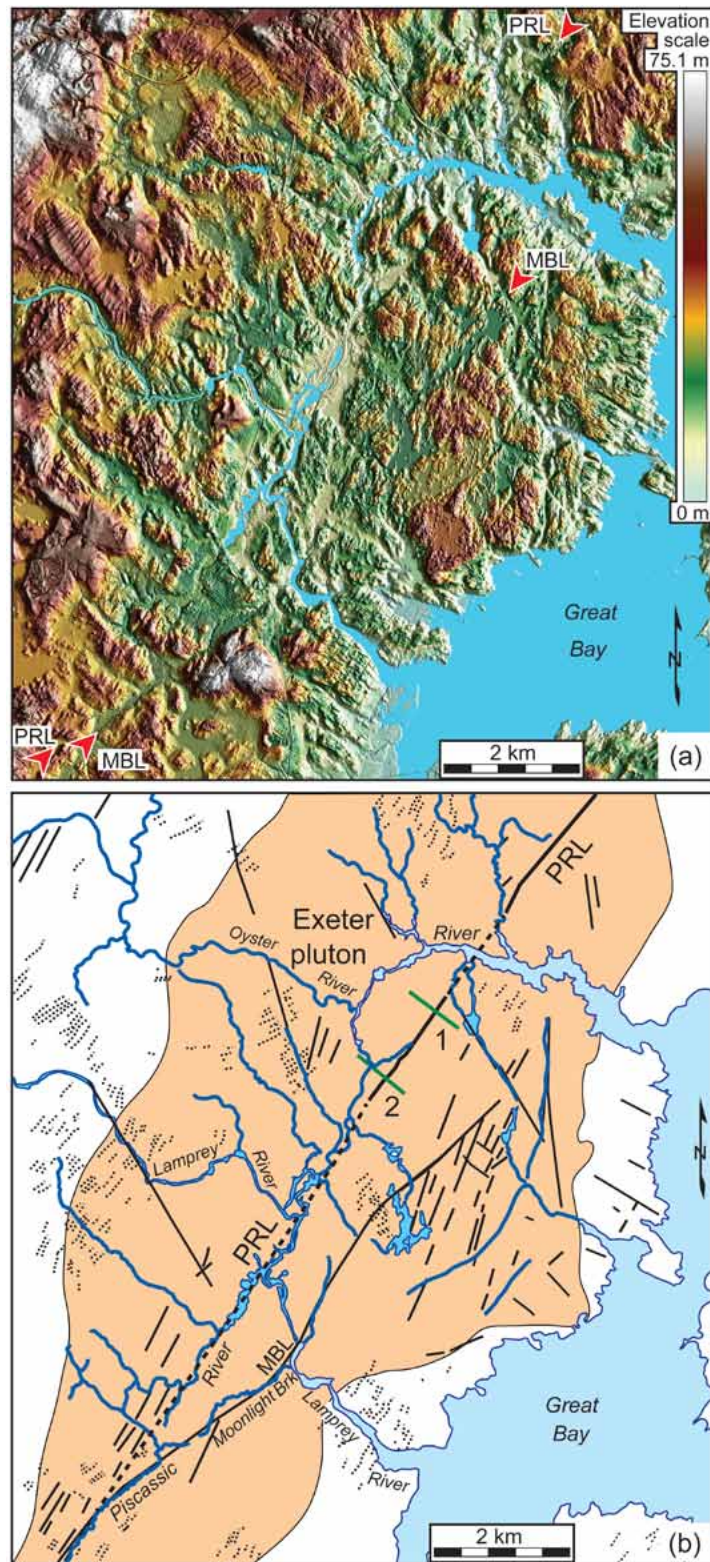 PRL
Elevation
scale
75.1 m
MBL
0 m
Great
Bay
N
PRL
MBL
2 km
(a)
PRL
Exeter
pluton
Oyster
River
River
1
2
N
Lamprey
River
PRL
River
MBL
Moonlight Brk
Piscassic
Lamprey
River
Great
Bay
2 km
(b)